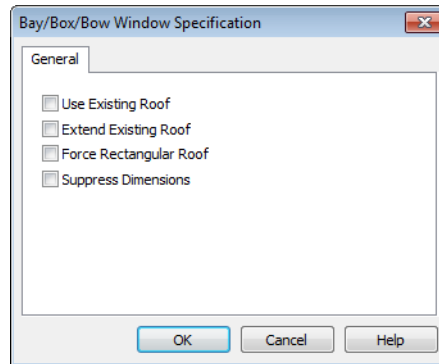 Bay/Box/Bow Window Specification
General
Use Existing Roof
Extend Existing Roof
Force Rectangular Roof
Suppress Dimensions
OK Cancel Help